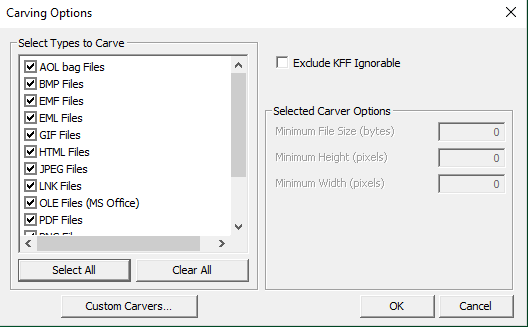 Carving Options
Select Types to Carve
AOL bag Files
BMP Files
EMF Files
EML Files
GIF Files
HTML Files
JPEG Files
LNK Files
OLE Files (MS Office)
PDF Files
Select All
Clear All
Custom Carvers...
Exclude KFF Ignorable
Selected Carver Options
Minimum File Size (bytes) 0
Minimum Height (pixels) 0
Minimum Width (pixels) 0
OK
Cancel